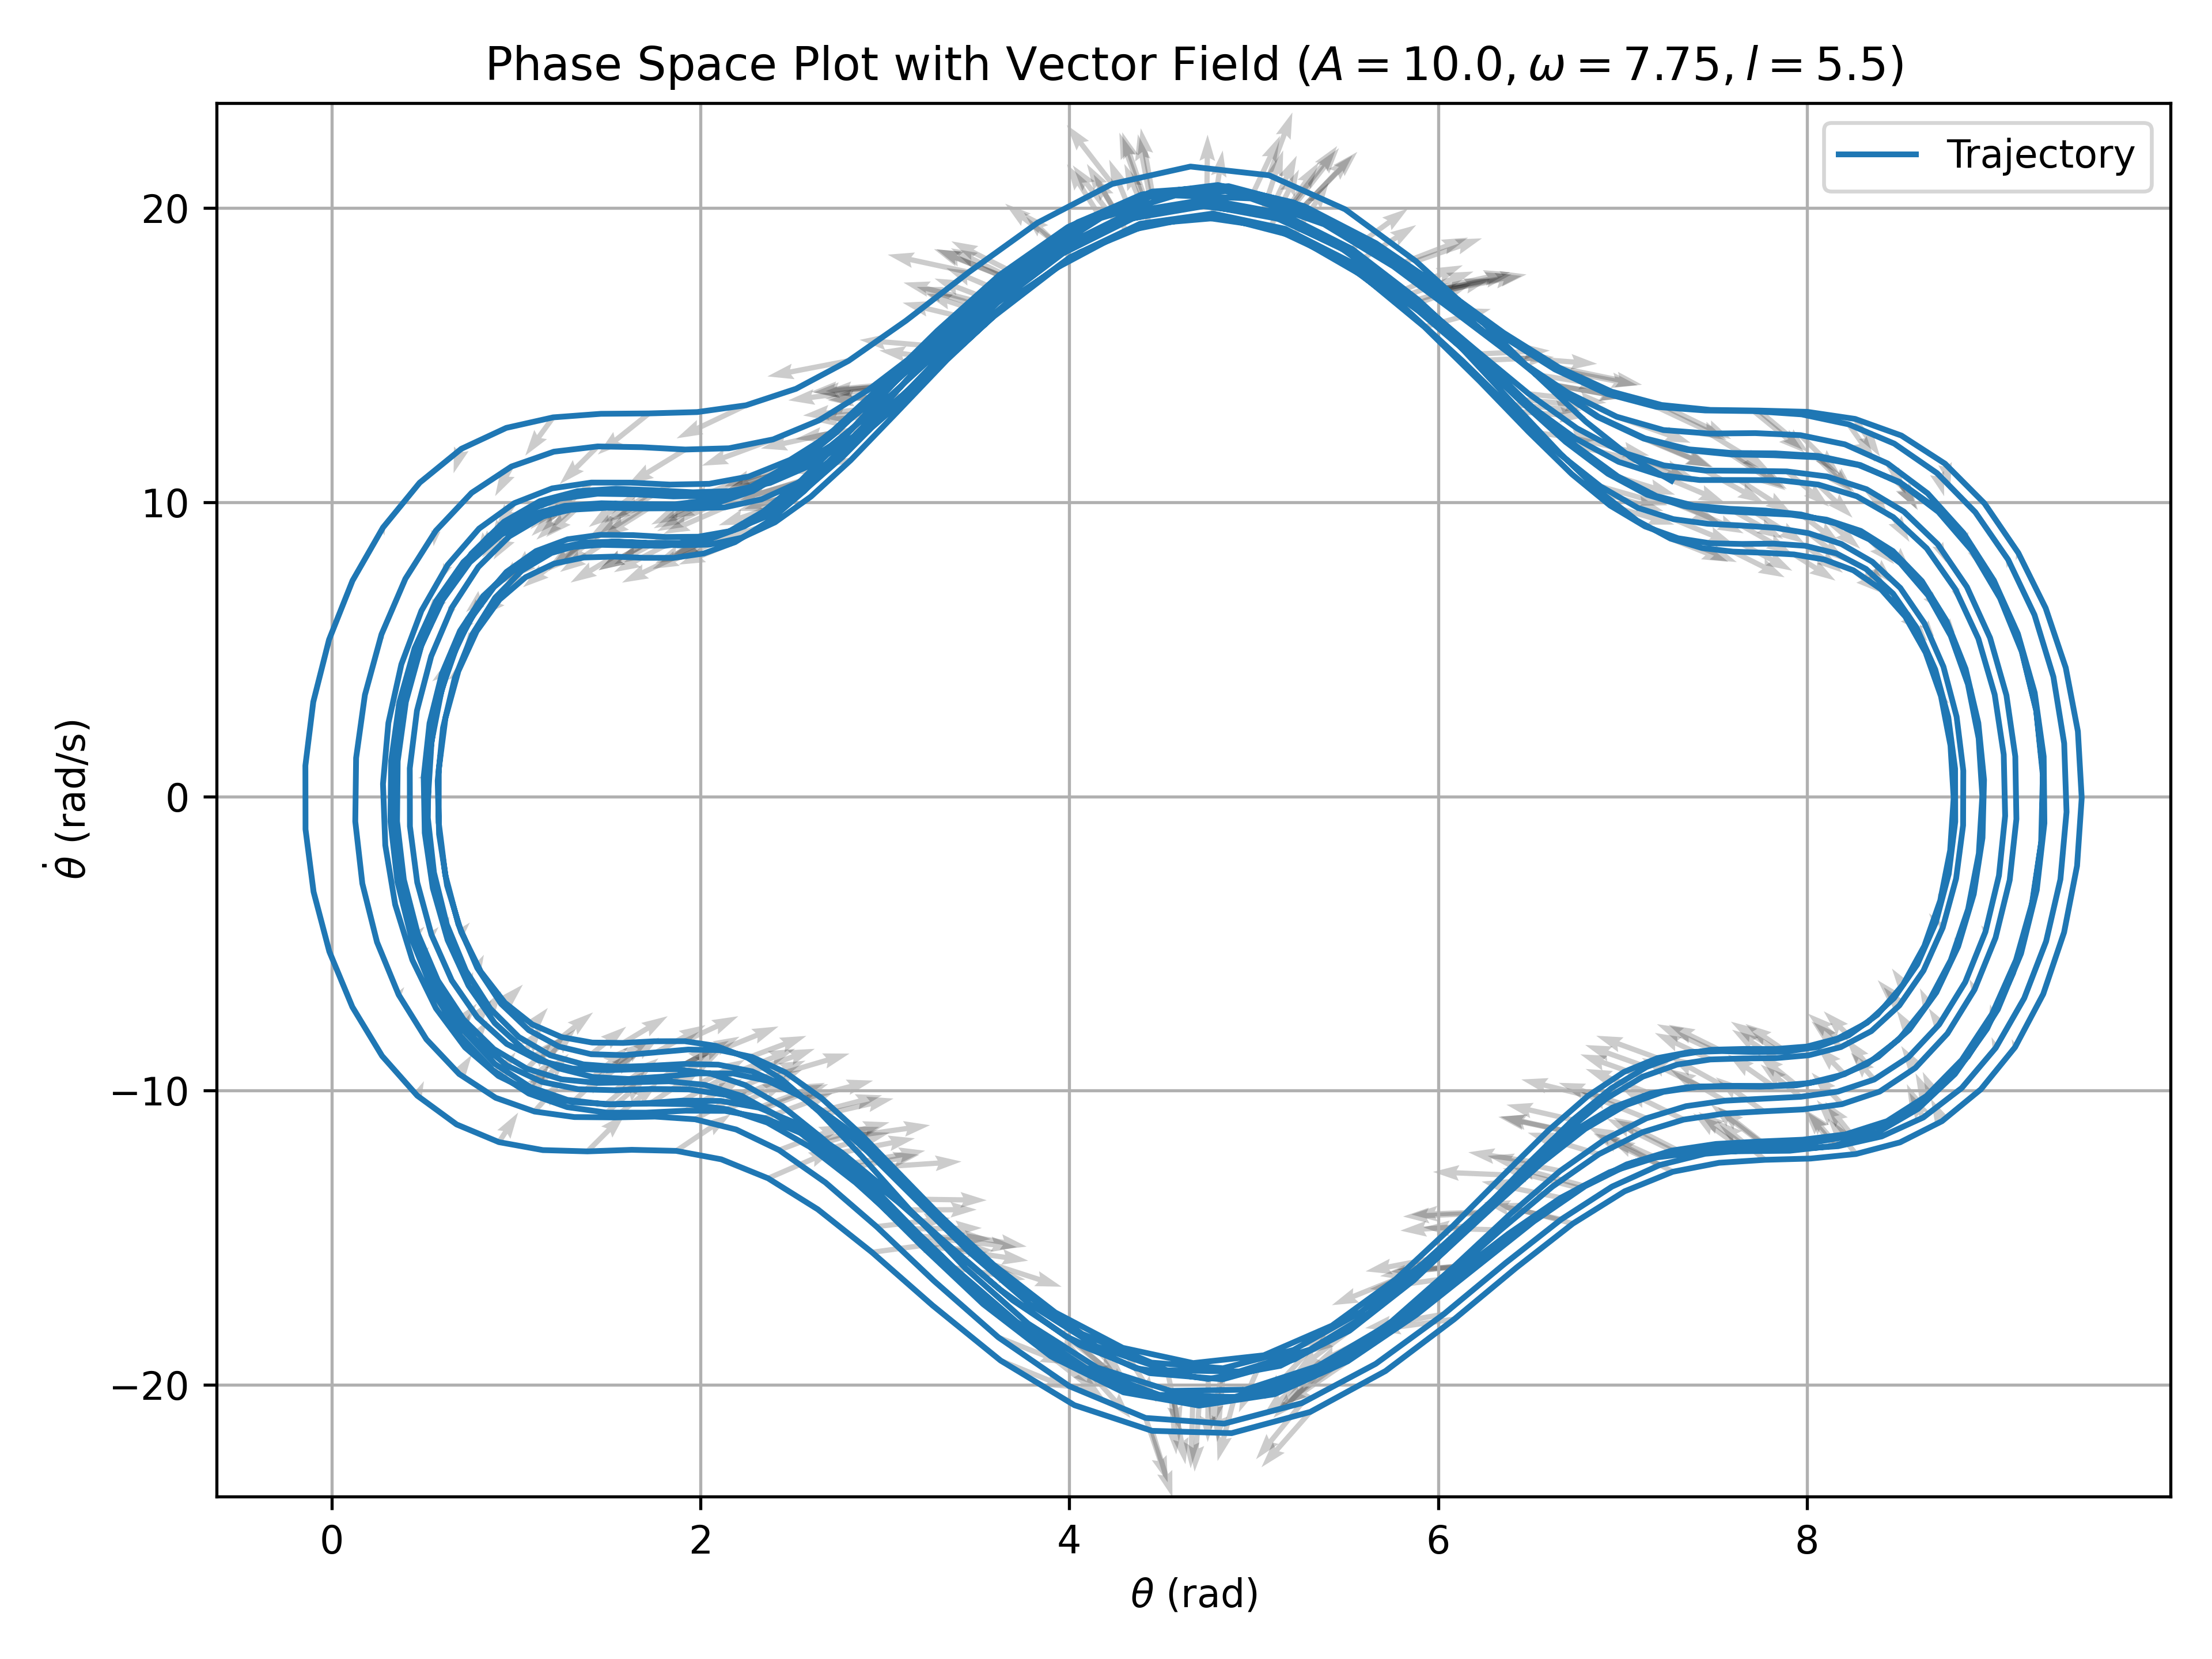 Phase Space Plot with Vector Field (A = 10.0, ω = 7.75, l = 5.5)
Trajectory
20
10
0
−10
−20
θ̇ (rad/s)
0 2 4 6 8
θ (rad)